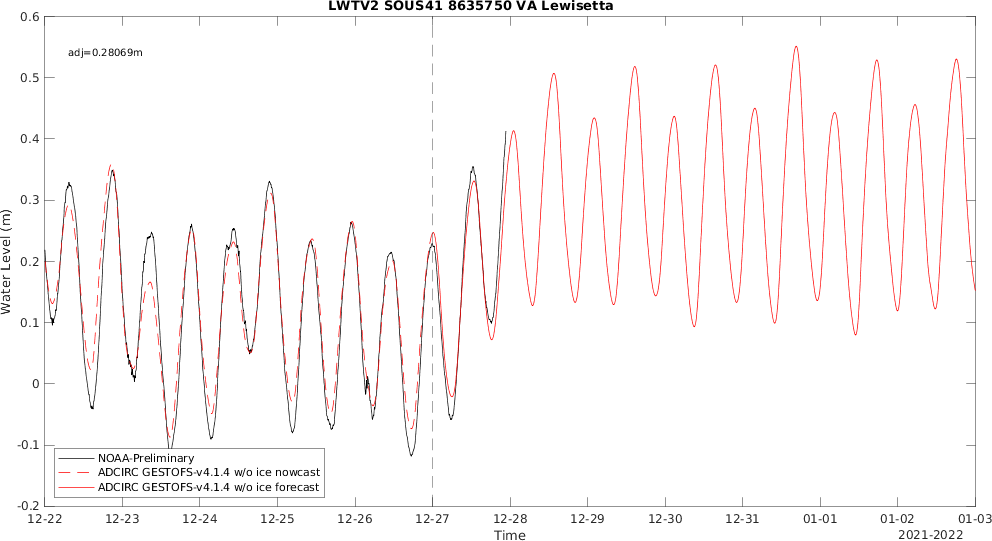 LWTV2 SOUS41 8635750 VA Lewisetta
adj=0.28069m
0.6
0.5
0.4
0.3
0.2
0.1
0
-0.1
-0.2
Water Level (m)
NOAA-Preliminary
ADCIRC GESTOFS-v4.1.4 w/o ice nowcast
ADCIRC GESTOFS-v4.1.4 w/o ice forecast
12-22 12-23 12-24 12-25 12-26 12-27 12-28 12-29 12-30 12-31 01-01 01-02 01-03
Time
2021-2022